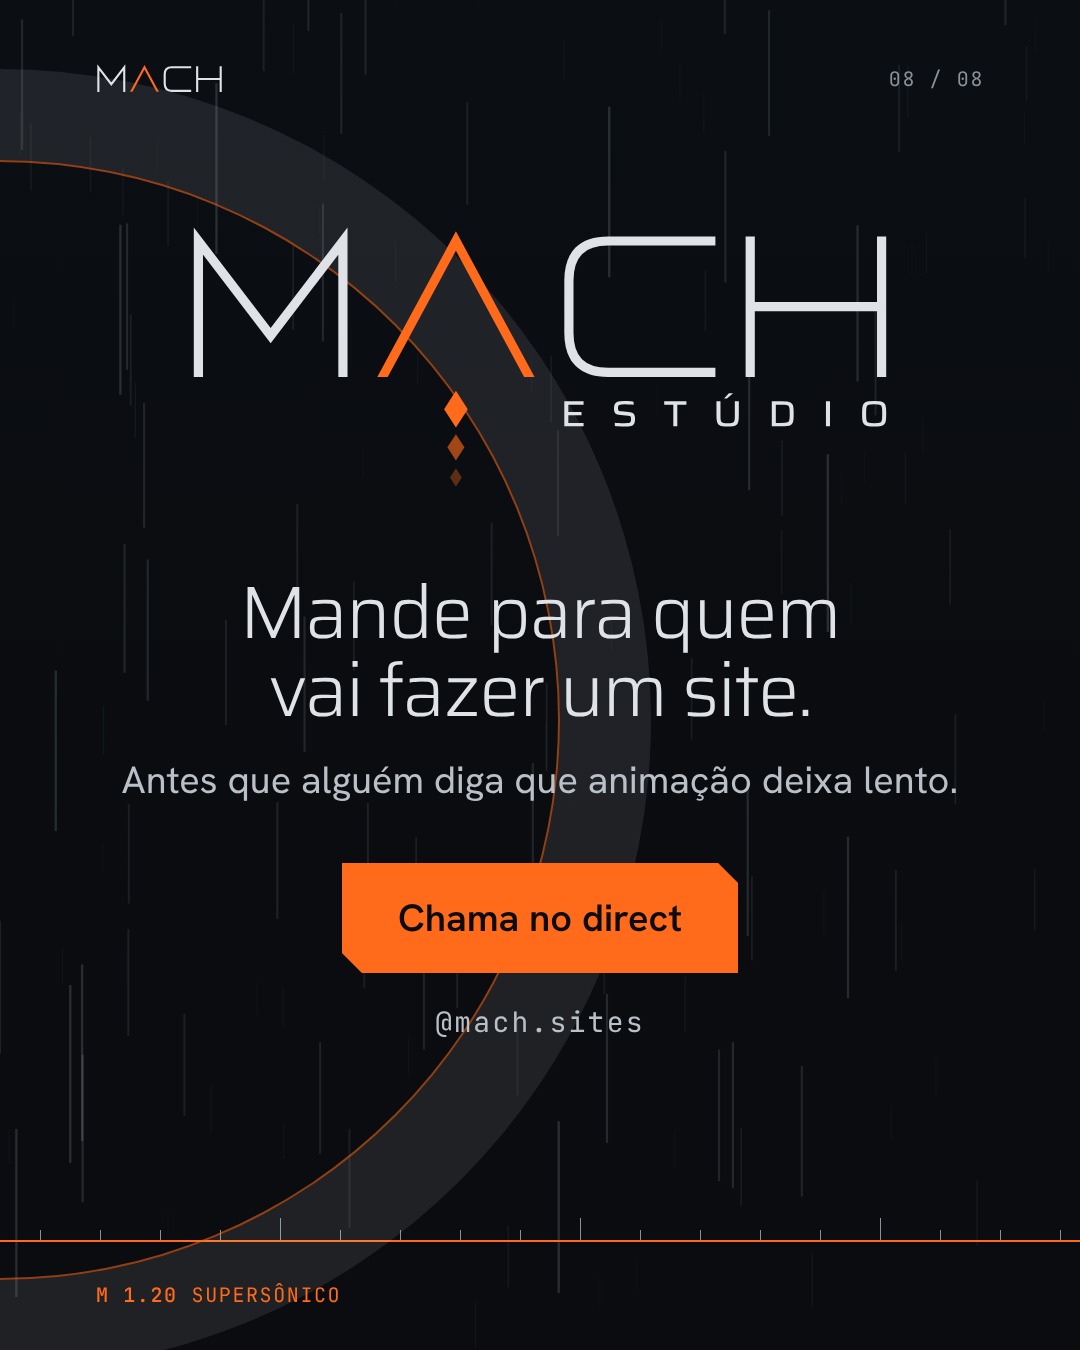 MACH
08 / 08
MACH
ESTÚDIO
Mande para quem
vai fazer um site.
Antes que alguém diga que animação deixa lento.
Chama no direct
@mach.sites
M 1.20 SUPERSÔNICO